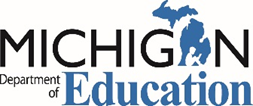 MICHIGAN
Department
of Education